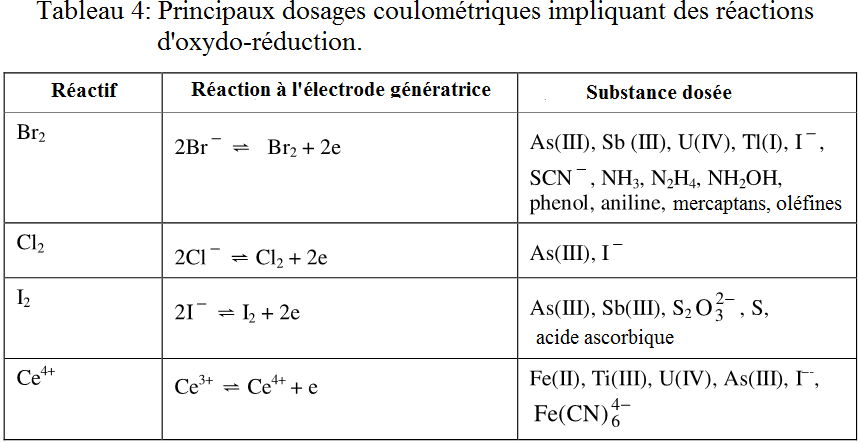 Tableau 4: Principaux dosages coulométriques impliquant des réactions
d'oxydo-réduction.
Réactif Réaction à l'électrode génératrice Substance dosée
Br₂ 2Br⁻ ⇌ Br₂ + 2e As(III), Sb (III), U(IV), Tl(I), I⁻,
SCN⁻, NH₃, N₂H₄, NH₂OH,
phenol, aniline, mercaptans, oléfines
Cl₂ 2Cl⁻ ⇌ Cl₂ + 2e As(III), I⁻
I₂ 2I⁻ ⇌ I₂ + 2e As(III), Sb(III), S₂O₃²⁻, S,
acide ascorbique
Ce⁴⁺ Ce³⁺ ⇌ Ce⁴⁺ + e Fe(II), Ti(III), U(IV), As(III), I⁻,
Fe(CN)₆⁴⁻